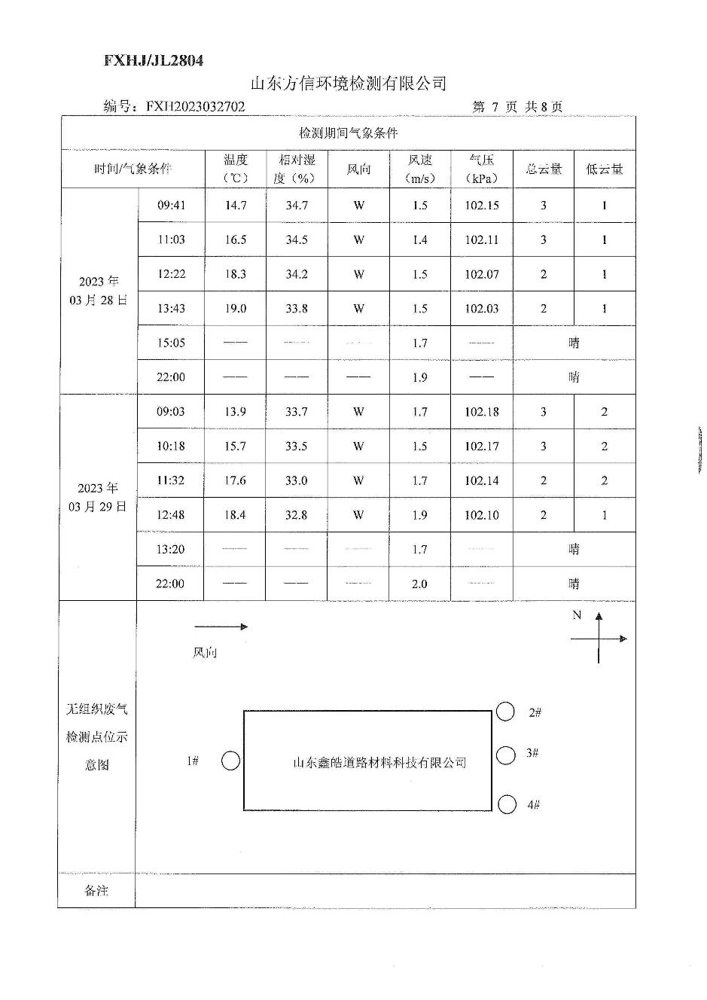 FXHJ/JL2804
山东方信环境检测有限公司
编号：FXH2023032702 第 7 页 共 8 页
检测期间气象条件
时间/气象条件 温度（℃） 相对湿度（%） 风向 风速（m/s） 气压（kPa） 总云量 低云量
2023 年 03 月 28 日
09:41 14.7 34.7 W 1.5 102.15 3 1
11:03 16.5 34.5 W 1.4 102.11 3 1
12:22 18.3 34.2 W 1.5 102.07 2 1
13:43 19.0 33.8 W 1.5 102.03 2 1
15:05 —— —— —— 1.7 —— 晴
22:00 —— —— —— 1.9 —— 晴
2023 年 03 月 29 日
09:03 13.9 33.7 W 1.7 102.18 3 2
10:18 15.7 33.5 W 1.5 102.17 3 2
11:32 17.6 33.0 W 1.7 102.14 2 2
12:48 18.4 32.8 W 1.9 102.10 2 1
13:20 —— —— —— 1.7 —— 晴
22:00 —— —— —— 2.0 —— 晴
无组织废气
检测点位示
意图
N
风向
2#
1#
山东鑫皓道路材料科技有限公司
3#
4#
备注